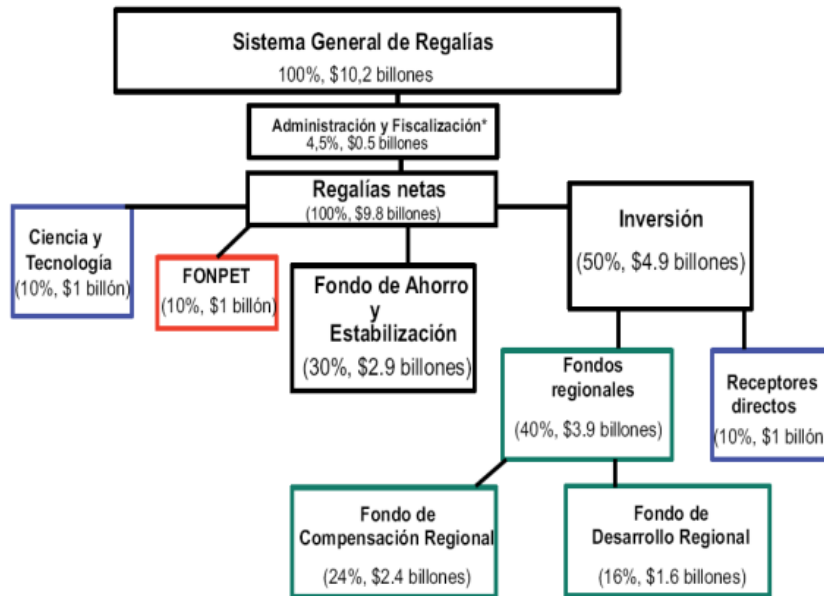 Sistema General de Regalías
100%, $10,2 billones
Administración y Fiscalización*
4,5%, $0.5 billones
Regalías netas
(100%, $9.8 billones)
Ciencia y
Tecnología
(10%, $1 billón)
FONPET
(10%, $1 billón)
Fondo de Ahorro
y
Estabilización
(30%, $2.9 billones)
Inversión
(50%, $4.9 billones)
Fondos
regionales
(40%, $3.9 billones)
Receptores
directos
(10%, $1 billón
Fondo de
Compensación Regional
(24%, $2.4 billones)
Fondo de
Desarrollo Regional
(16%, $1.6 billones)